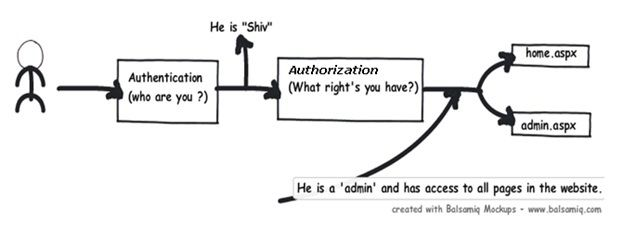 He is "Shiv"
Authentication
(who are you ?)
Authorization
(What right's you have?)
home.aspx
admin.aspx
He is a 'admin' and has access to all pages in the website.
created with Balsamiq Mockups - www.balsamiq.com